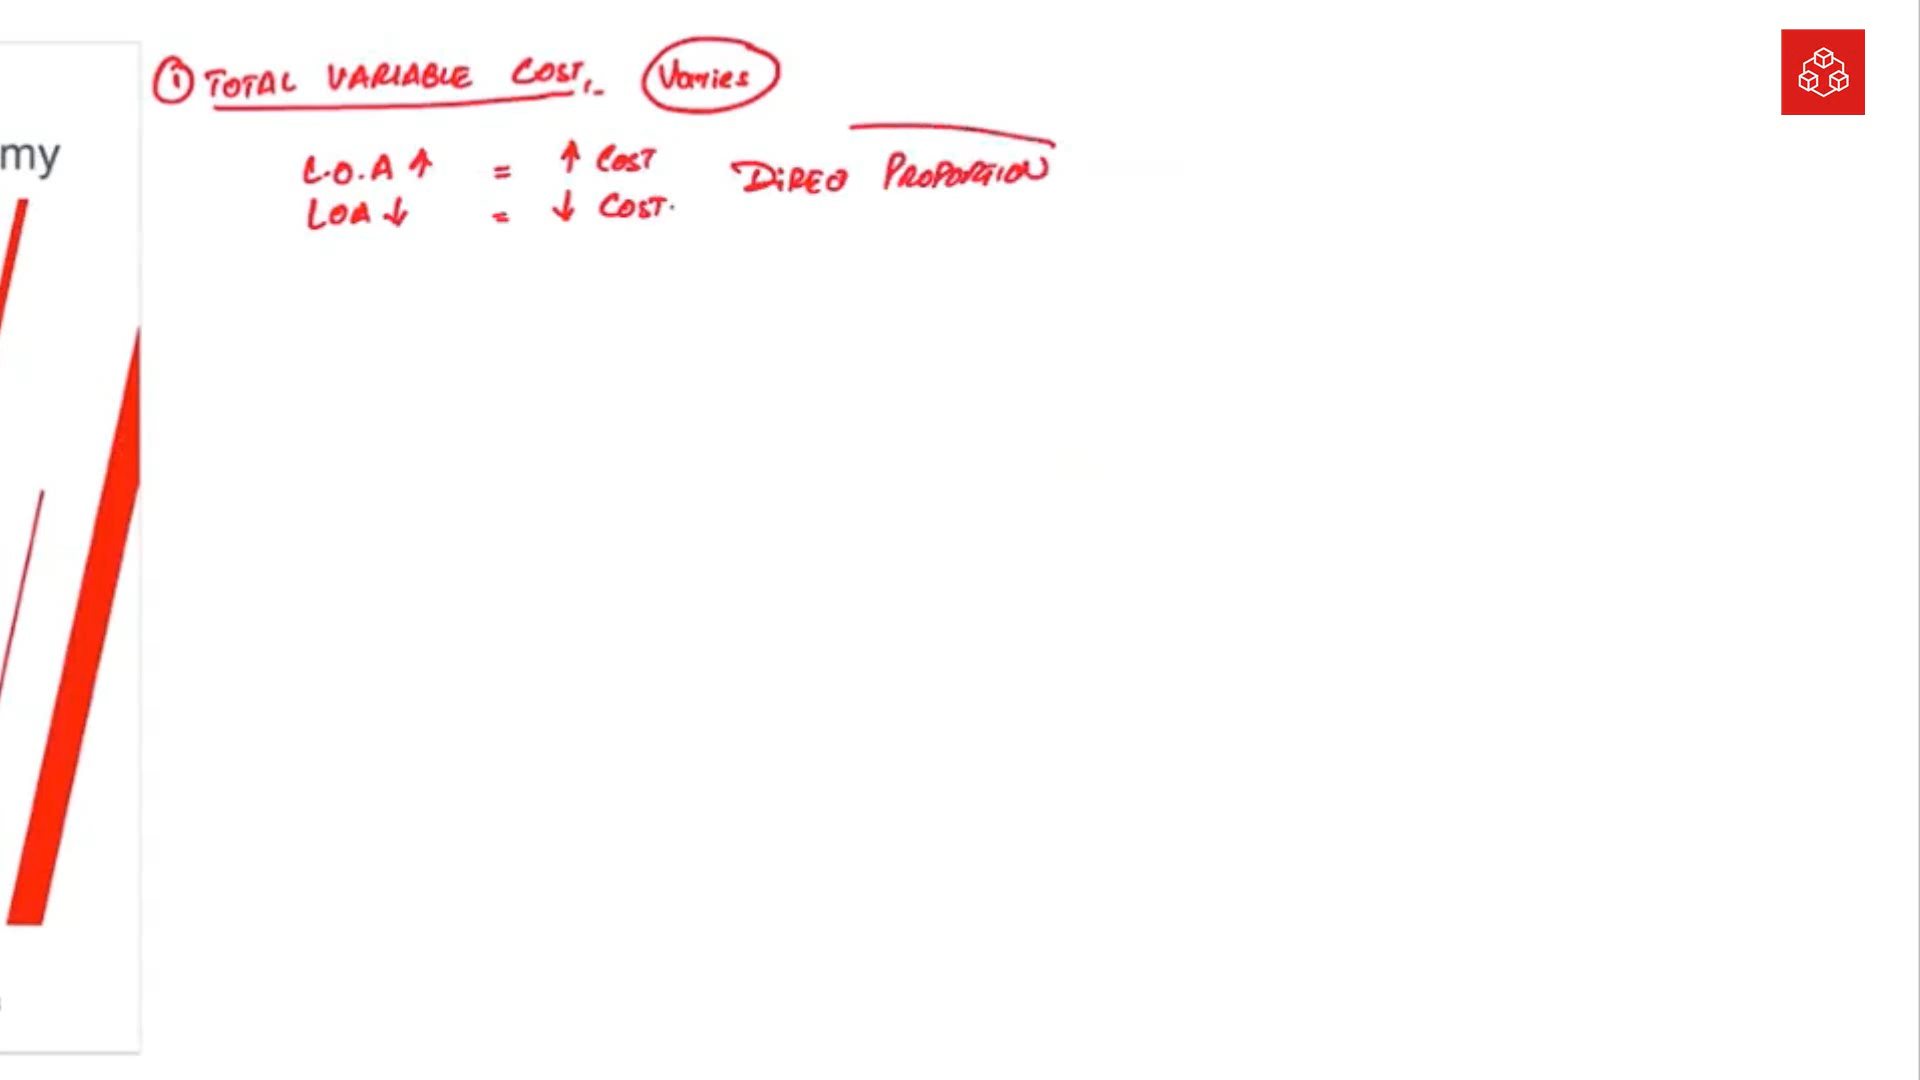 ① TOTAL VARIABLE COST,- Varies
my
L.O.A ↑ = ↑ COST DIRECT PROPORTION
LOA ↓ = ↓ COST.